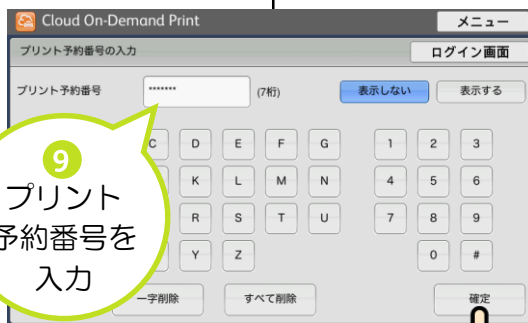 Cloud On-Demand Print
メニュー
プリント予約番号の入力
ログイン画面
プリント予約番号
*******
(7桁)
表示しない
表示する
C D E F G 1 2 3
K L M N 4 5 6
R S T U 7 8 9
Y Z 0 #
一字削除
すべて削除
確定
9
プリント
予約番号を
入力